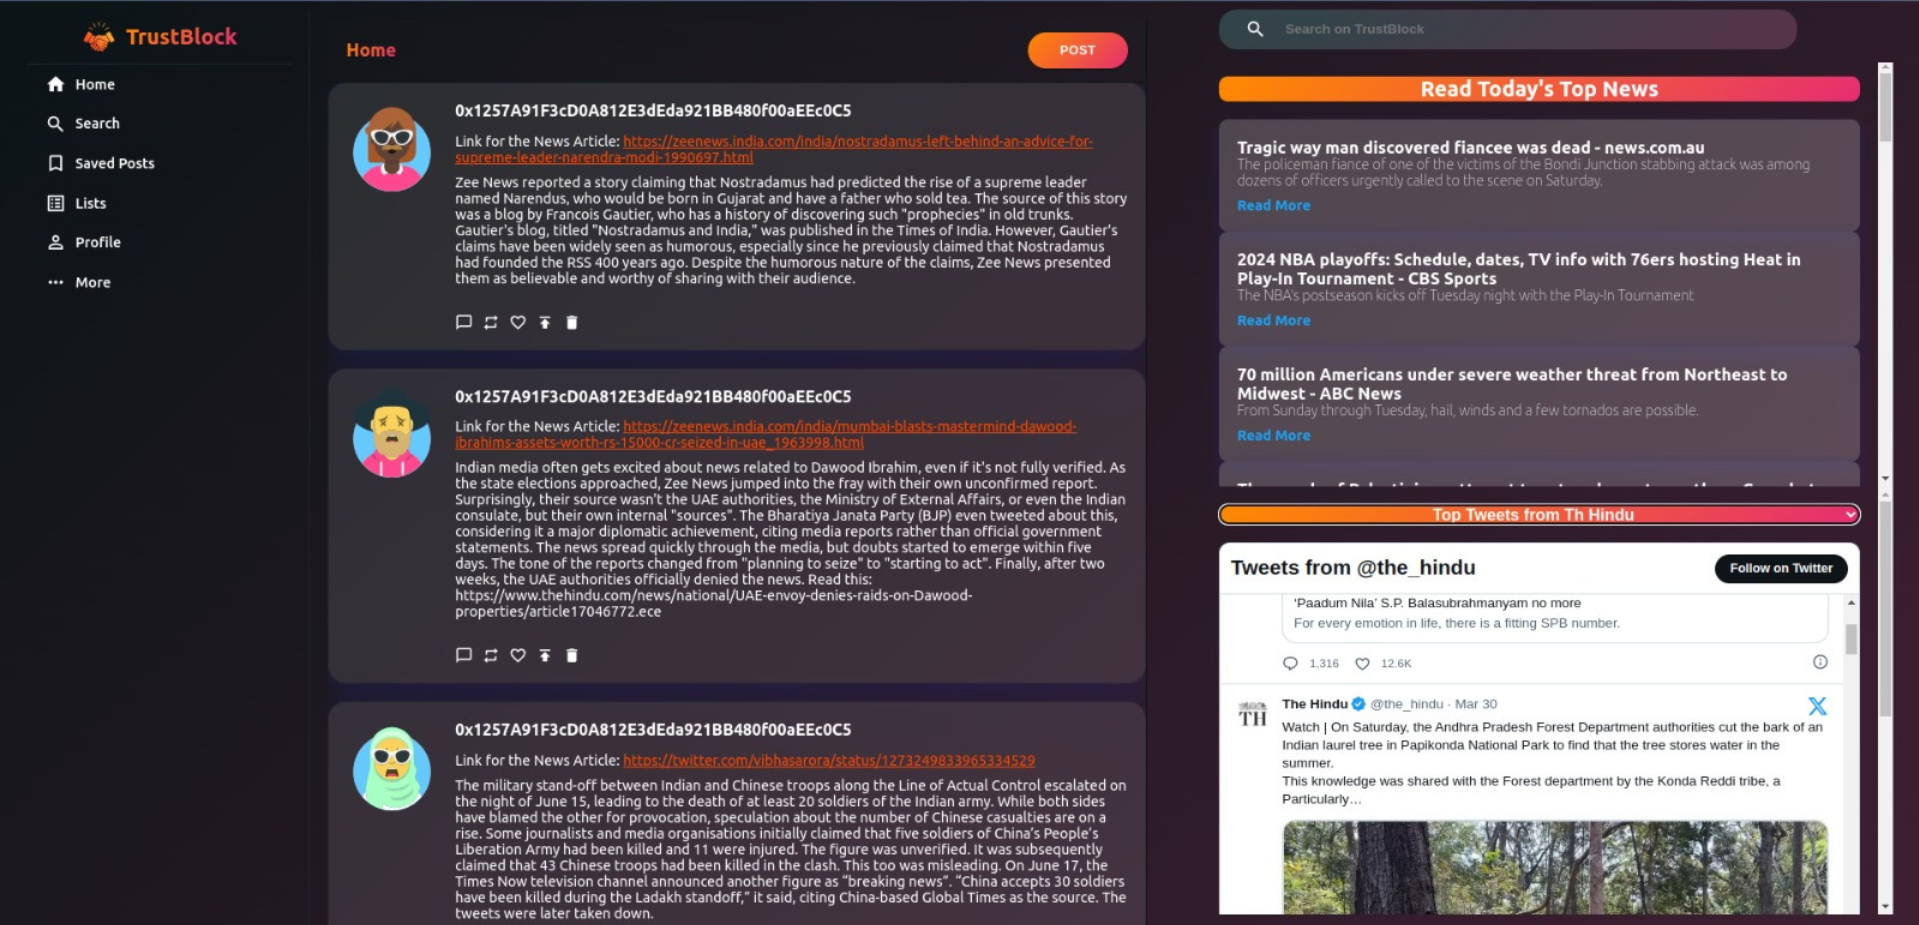 TrustBlock
Home
Search
Saved Posts
Lists
Profile
More
Home
POST
0x1257A91F3cD0A812E3dEda921BB480f00aEEc0C5
Link for the News Article: https://zeenews.india.com/india/nostradamus-left-behind-an-advice-for-
supreme-leader-narendra-modi-1990697.html
Zee News reported a story claiming that Nostradamus had predicted the rise of a supreme leader
named Narendus, who would be born in Gujarat and have a father who sold tea. The source of this story
was a blog by Francois Gautier, who has a history of discovering such "prophecies" in old trunks.
Gautier's blog, titled "Nostradamus and India," was published in the Times of India. However, Gautier's
claims have been widely seen as humorous, especially since he previously claimed that Nostradamus
had founded the RSS 400 years ago. Despite the humorous nature of the claims, Zee News presented
them as believable and worthy of sharing with their audience.
0x1257A91F3cD0A812E3dEda921BB480f00aEEc0C5
Link for the News Article: https://zeenews.india.com/india/mumbai-blasts-mastermind-dawood-
ibrahims-assets-worth-rs-15000-cr-seized-in-uae_1963998.html
Indian media often gets excited about news related to Dawood Ibrahim, even if it's not fully verified. As
the state elections approached, Zee News jumped into the fray with their own unconfirmed report.
Surprisingly, their source wasn't the UAE authorities, the Ministry of External Affairs, or even the Indian
consulate, but their own internal "sources". The Bharatiya Janata Party (BJP) even tweeted about this,
considering it a major diplomatic achievement, citing media reports rather than official government
statements. The news spread quickly through the media, but doubts started to emerge within five
days. The tone of the reports changed from "planning to seize" to "starting to act". Finally, after two
weeks, the UAE authorities officially denied the news. Read this:
https://www.thehindu.com/news/national/UAE-envoy-denies-raids-on-Dawood-
properties/article17046772.ece
0x1257A91F3cD0A812E3dEda921BB480f00aEEc0C5
Link for the News Article: https://twitter.com/vibhasarora/status/1273249833965334529
The military stand-off between Indian and Chinese troops along the Line of Actual Control escalated on
the night of June 15, leading to the death of at least 20 soldiers of the Indian army. While both sides
have blamed the other for provocation, speculation about the number of Chinese casualties are on a
rise. Some journalists and media organisations initially claimed that five soldiers of China’s People’s
Liberation Army had been killed and 11 were injured. The figure was unverified. It was subsequently
claimed that 43 Chinese troops had been killed in the clash. This too was misleading. On June 17, the
Times Now television channel announced another figure as “breaking news”. “China accepts 30 soldiers
have been killed during the Ladakh standoff,” it said, citing China-based Global Times as the source. The
tweets were later taken down.
Search on TrustBlock
Read Today's Top News
Tragic way man discovered fiancee was dead - news.com.au
The policeman fiance of one of the victims of the Bondi Junction stabbing attack was among
dozens of officers urgently called to the scene on Saturday.
Read More
2024 NBA playoffs: Schedule, dates, TV info with 76ers hosting Heat in
Play-In Tournament - CBS Sports
The NBA's postseason kicks off Tuesday night with the Play-In Tournament
Read More
70 million Americans under severe weather threat from Northeast to
Midwest - ABC News
From Sunday through Tuesday, hail, winds and a few tornados are possible.
Read More
Top Tweets from Th Hindu
Tweets from @the_hindu
Follow on Twitter
‘Paadum Nila’ S.P. Balasubrahmanyam no more
For every emotion in life, there is a fitting SPB number.
1,316 12.6K
TH
The Hindu @the_hindu · Mar 30
Watch | On Saturday, the Andhra Pradesh Forest Department authorities cut the bark of an
Indian laurel tree in Papikonda National Park to find that the tree stores water in the
summer.
This knowledge was shared with the Forest department by the Konda Reddi tribe, a
Particularly…